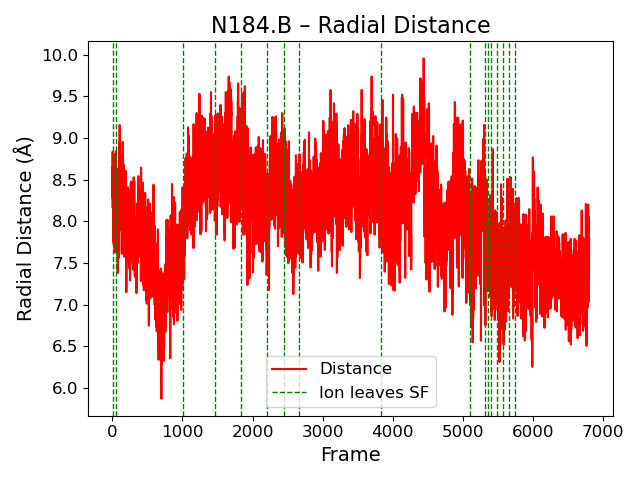 N184.B – Radial Distance
Radial Distance (Å)
10.0
9.5
9.0
8.5
8.0
7.5
7.0
6.5
6.0
Distance
Ion leaves SF
0 1000 2000 3000 4000 5000 6000 7000
Frame